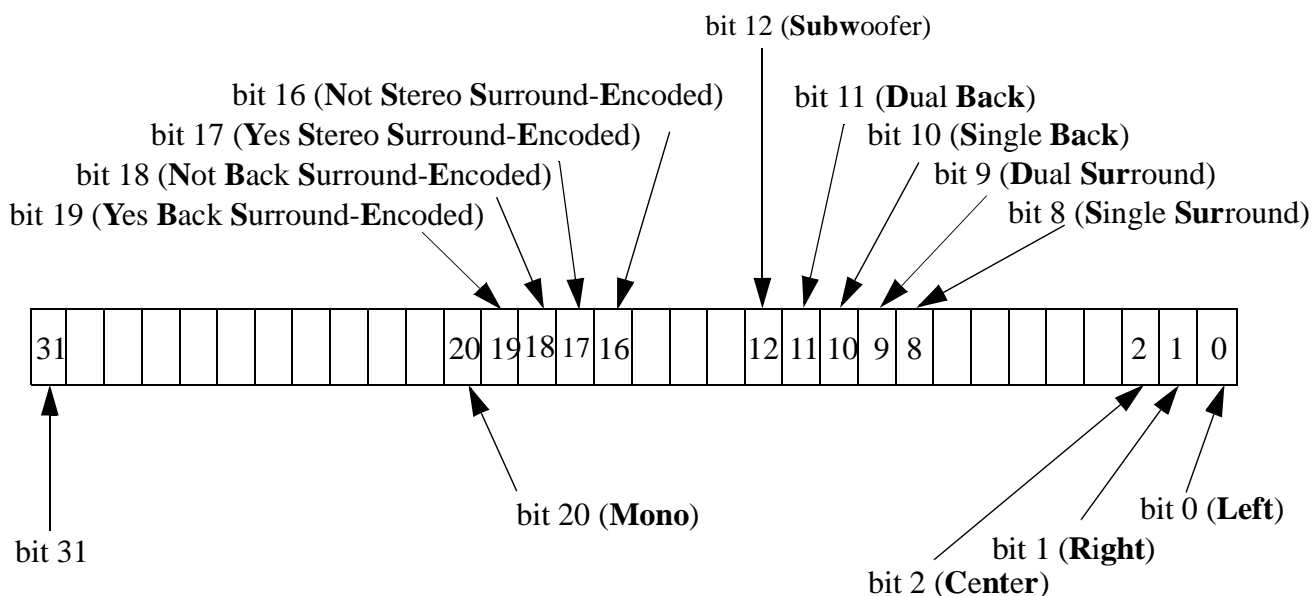 bit 12 (Subwoofer)
bit 16 (Not Stereo Surround-Encoded)
bit 11 (Dual Back)
bit 17 (Yes Stereo Surround-Encoded)
bit 10 (Single Back)
bit 18 (Not Back Surround-Encoded)
bit 9 (Dual Surround)
bit 19 (Yes Back Surround-Encoded)
bit 8 (Single Surround)
31 20 19 18 17 16 12 11 10 9 8 2 1 0
bit 20 (Mono)
bit 0 (Left)
bit 31
bit 1 (Right)
bit 2 (Center)